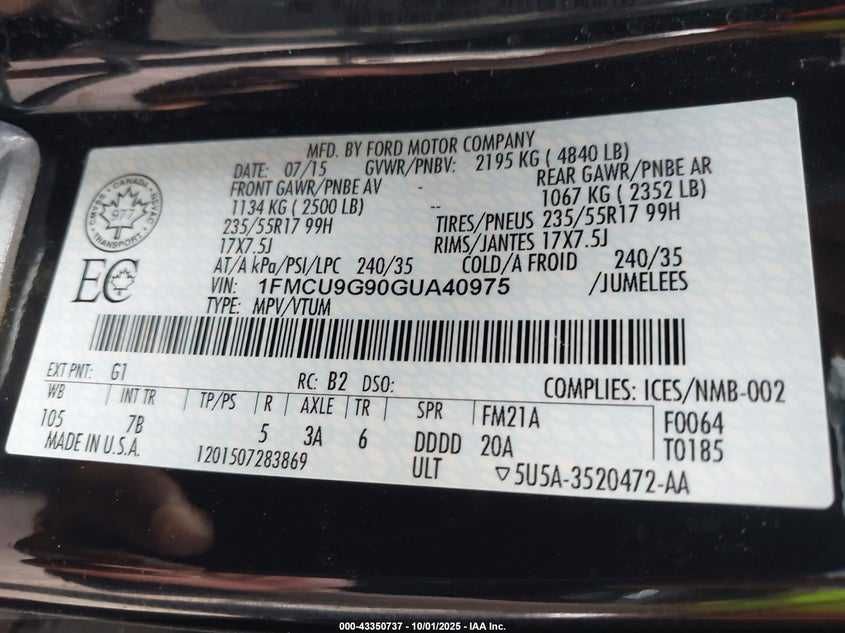 MFD. BY FORD MOTOR COMPANY
DATE: 07/15 GVWR/PNBV: 2195 KG ( 4840 LB)
FRONT GAWR/PNBE AV - REAR GAWR/PNBE AR
1134 KG ( 2500 LB) -- 1067 KG ( 2352 LB)
235/55R17 99H TIRES/PNEUS 235/55R17 99H
17X7.5J RIMS/JANTES 17X7.5J
AT/A kPa/PSI/LPC 240/35 COLD/A FROID 240/35
VIN: 1FMCU9G90GUA40975 /JUMELEES
TYPE: MPV/VTUM
CANADA
977
TRANSPORT
EC
EXT PNT: G1 RC: B2 DSO: COMPLIES: ICES/NMB-002
WB INT TR TP/PS R AXLE TR SPR FM21A F0064
105 7B 5 3A 6 DDDD 20A T0185
MADE IN U.S.A. 1201507283869 ULT 5U5A-3520472-AA
000-43350737 - 10/01/2025 - IAA Inc.